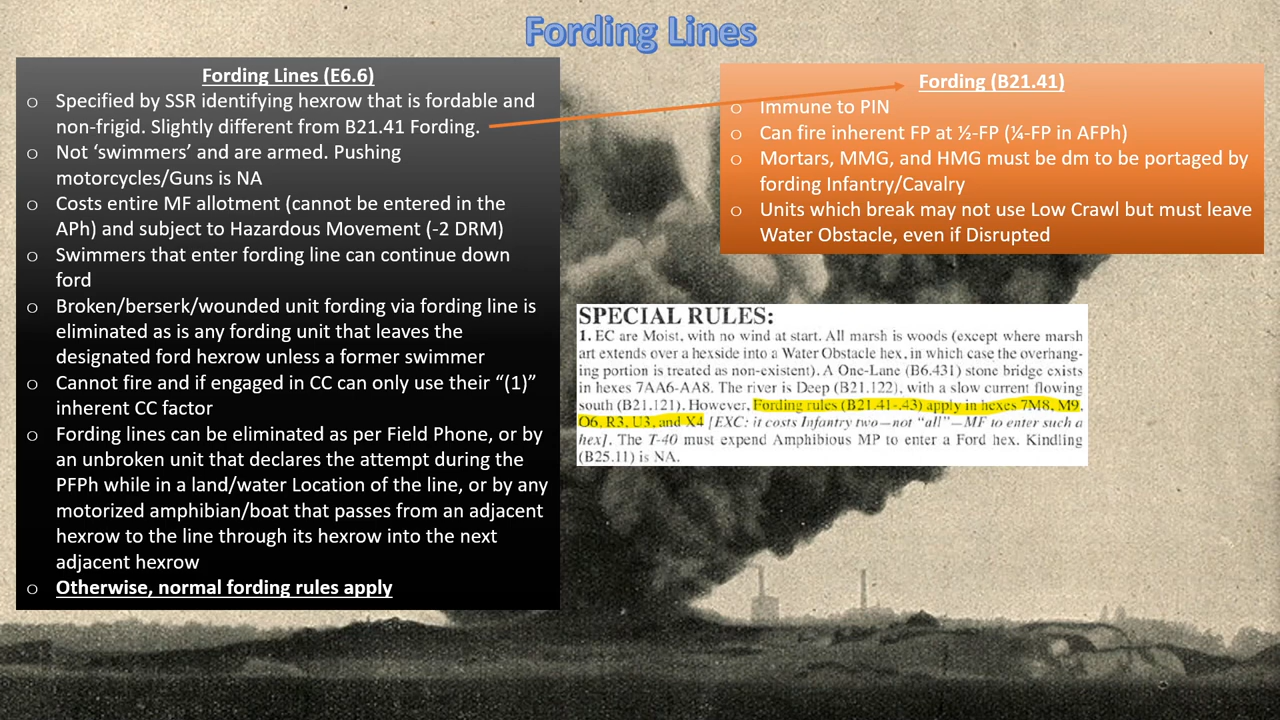 Fording Lines
Fording Lines (E6.6)
o Specified by SSR identifying hexrow that is fordable and
non-frigid. Slightly different from B21.41 Fording.
o Not ‘swimmers’ and are armed. Pushing
motorcycles/Guns is NA
o Costs entire MF allotment (cannot be entered in the
APh) and subject to Hazardous Movement (-2 DRM)
o Swimmers that enter fording line can continue down
ford
o Broken/berserk/wounded unit fording via fording line is
eliminated as is any fording unit that leaves the
designated ford hexrow unless a former swimmer
o Cannot fire and if engaged in CC can only use their “(1)”
inherent CC factor
o Fording lines can be eliminated as per Field Phone, or by
an unbroken unit that declares the attempt during the
PFPh while in a land/water Location of the line, or by any
motorized amphibian/boat that passes from an adjacent
hexrow to the line through its hexrow into the next
adjacent hexrow
o Otherwise, normal fording rules apply
Fording (B21.41)
o Immune to PIN
o Can fire inherent FP at ½-FP (¼-FP in AFPh)
o Mortars, MMG, and HMG must be dm to be portaged by
fording Infantry/Cavalry
o Units which break may not use Low Crawl but must leave
Water Obstacle, even if Disrupted
SPECIAL RULES:
1. EC are Moist, with no wind at start. All marsh is woods (except where marsh
art extends over a hexside into a Water Obstacle hex, in which case the overhang-
ing portion is treated as non-existent). A One-Lane (B6.431) stone bridge exists
in hexes 7AA6-AA8. The river is Deep (B21.122), with a slow current flowing
south (B21.121). However, Fording rules (B21.41-.43) apply in hexes 7M8, M9,
O6, R3, U3, and X4 [EXC: it costs Infantry two—not “all”—MF to enter such a
hex]. The T-40 must expend Amphibious MP to enter a Ford hex. Kindling
(B25.11) is NA.